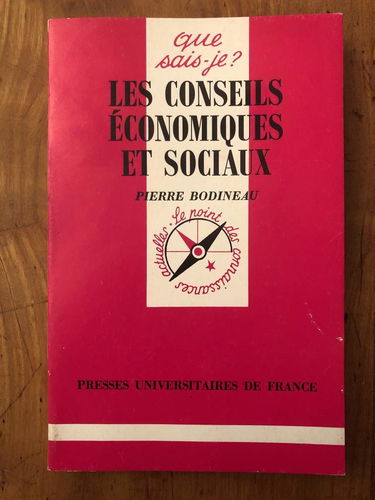 que
sais-je?
LES CONSEILS
ÉCONOMIQUES
ET SOCIAUX
PIERRE BODINEAU
Le point des connaissances actuelles.
PRESSES UNIVERSITAIRES DE FRANCE